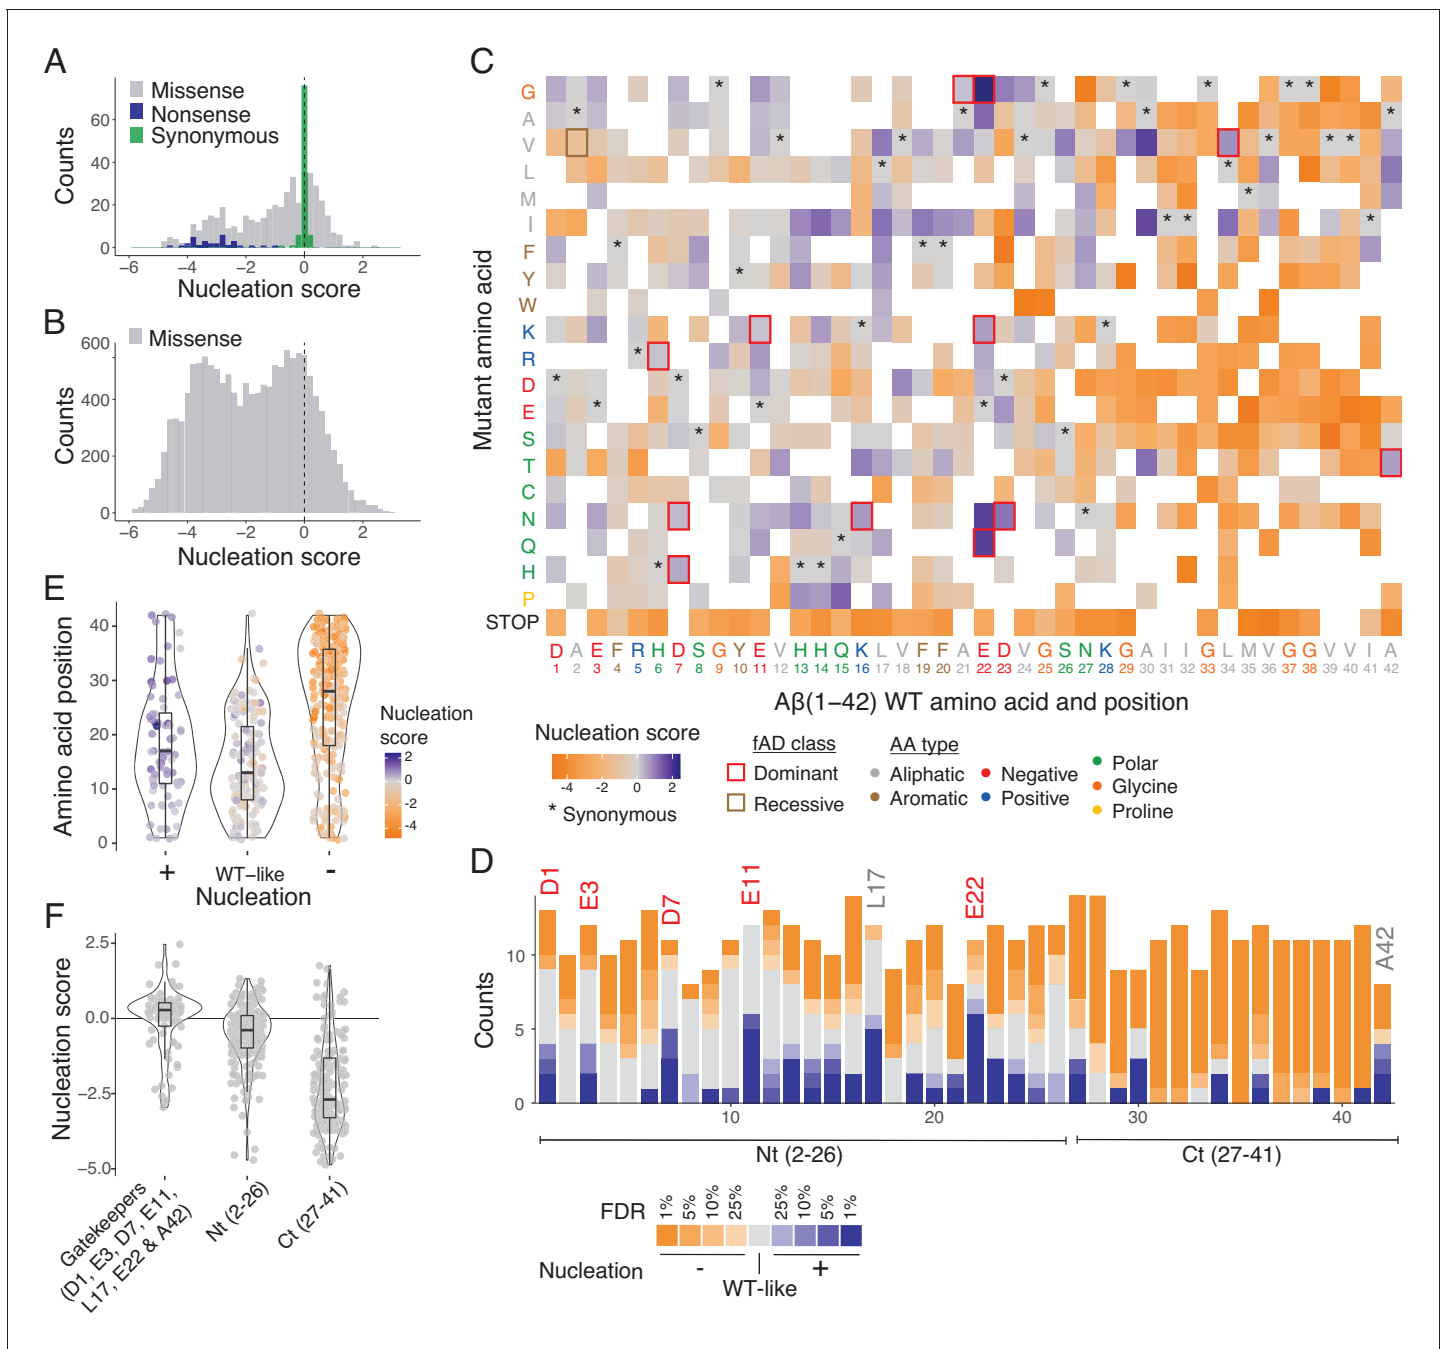 A
Missense
Nonsense
Synonymous
Counts
60
40
20
0
−6 −4 −2 0 2
Nucleation score
B
Missense
Counts
600
400
200
0
−6 −4 −2 0 2
Nucleation score
C
Mutant amino acid
G
A
V
L
M
I
F
Y
W
K
R
D
E
S
T
C
N
Q
H
P
STOP
D A E F R H D S G Y E V H H Q K L V F F A E D V G S N K G A I I G L M V G G V V I A
1 2 3 4 5 6 7 8 9 10 11 12 13 14 15 16 17 18 19 20 21 22 23 24 25 26 27 28 29 30 31 32 33 34 35 36 37 38 39 40 41 42
Aβ(1−42) WT amino acid and position
Nucleation score
-4 -2 0 2
* Synonymous
fAD class
Dominant
Recessive
AA type
Aliphatic
Aromatic
Negative
Positive
Polar
Glycine
Proline
E
Amino acid position
40
30
20
10
0
+ WT−like -
Nucleation
Nucleation
score
2
0
-2
-4
D
Counts
10
5
0
D1 E3 D7 E11 L17 E22 A42
10 20 30 40
Nt (2-26) Ct (27-41)
FDR 1% 5% 10% 25% 25% 10% 5% 1%
Nucleation - +
WT-like
F
Nucleation score
2.5
0.0
−2.5
−5.0
Gatekeepers
(D1, E3, D7, E11,
L17, E22 & A42)
Nt (2-26)
Ct (27-41)